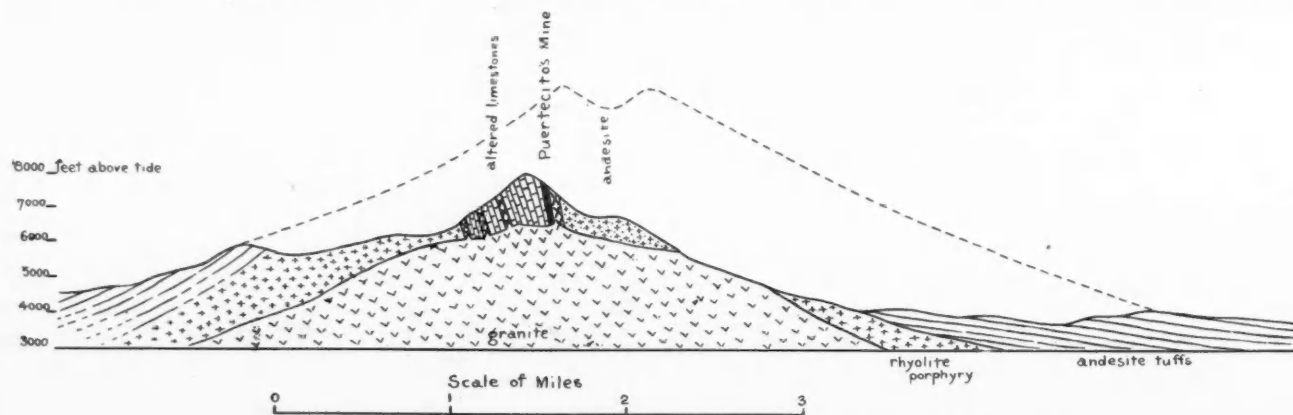 altered limestones
Puertecito's Mine
andesite
8000 feet above tide
7000
6000
5000
4000
3000
granite
rhyolite
porphyry
andesite tuffs
Scale of Miles
0 1 2 3